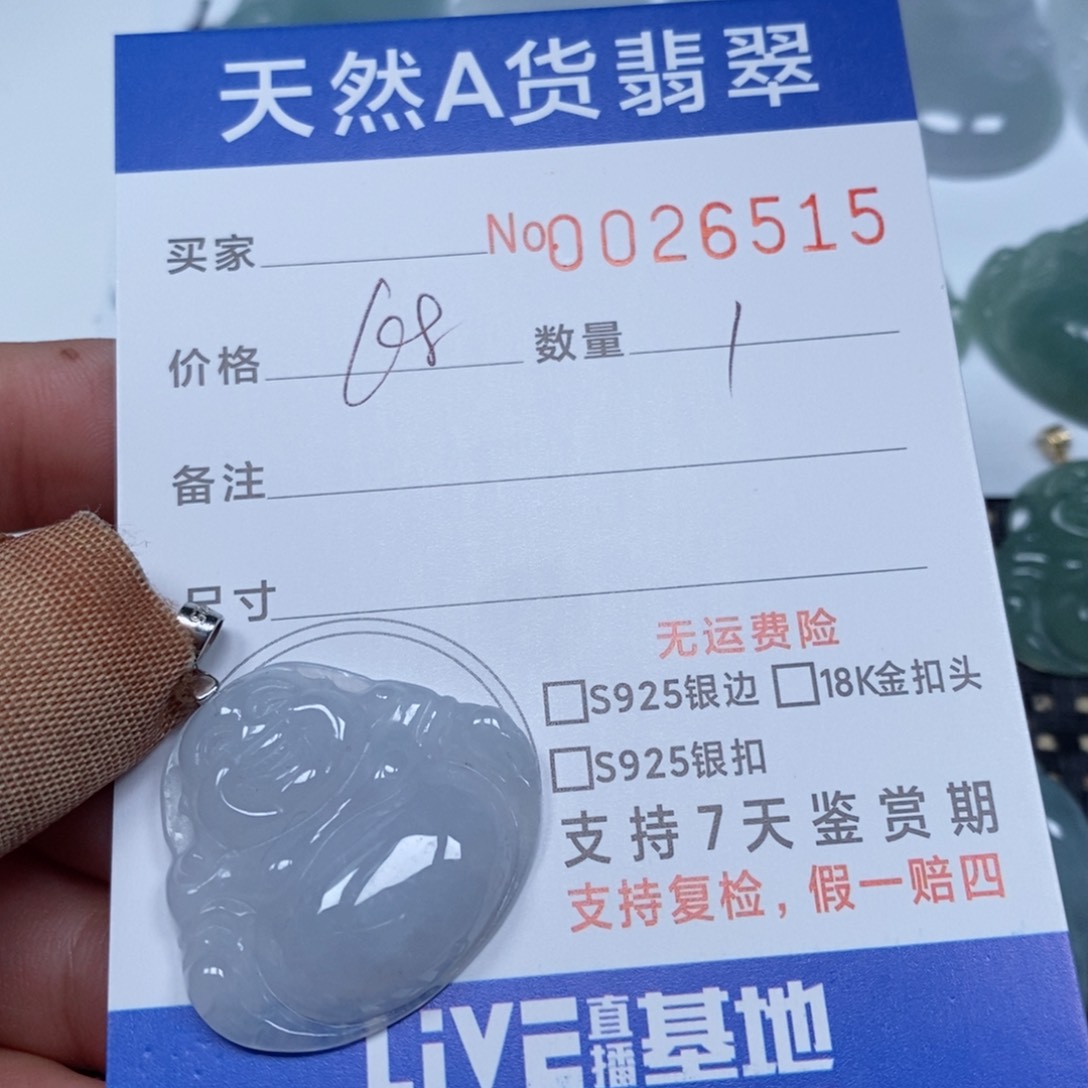 天然A货翡翠
买家 No.0026515
价格 68 数量 1
备注
尺寸
无运费险
□S925银边 □18K金扣头
□S925银扣
支持7天鉴赏期
支持复检，假一赔四
LiVE直播基地